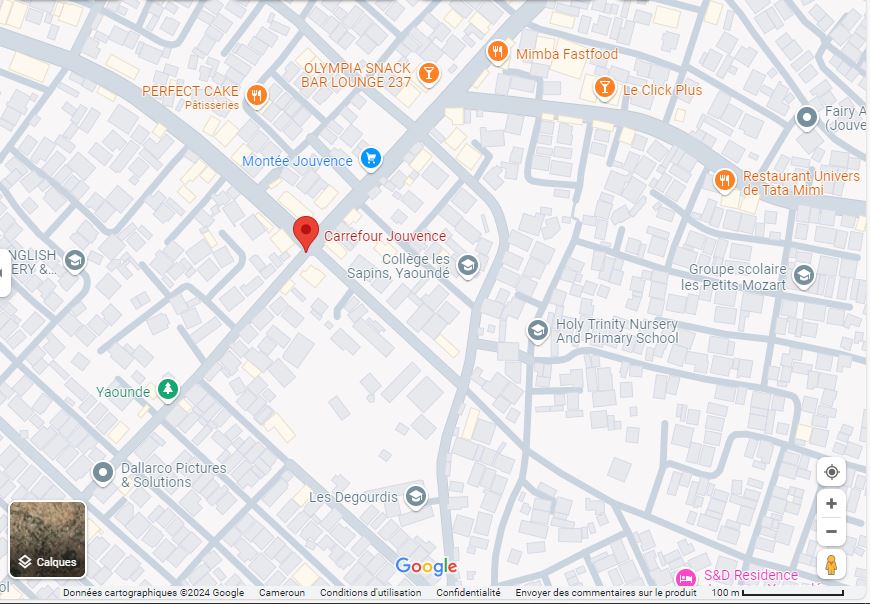 Mimba Fastfood
OLYMPIA SNACK
BAR LOUNGE 237
PERFECT CAKE
Pâtisseries
Le Click Plus
Fairy A
(Jouve
Montée Jouvence
Restaurant Univers
de Tata Mimi
Carrefour Jouvence
NGLISH
ERY &...
Collège les
Sapins, Yaoundé
Groupe scolaire
les Petits Mozart
Holy Trinity Nursery
And Primary School
Yaounde
Dallarco Pictures
& Solutions
Les Degourdis
Calques
Google
S&D Residence
Données cartographiques ©2024 Google Cameroun Conditions d'utilisation Confidentialité Envoyer des commentaires sur le produit 100 m